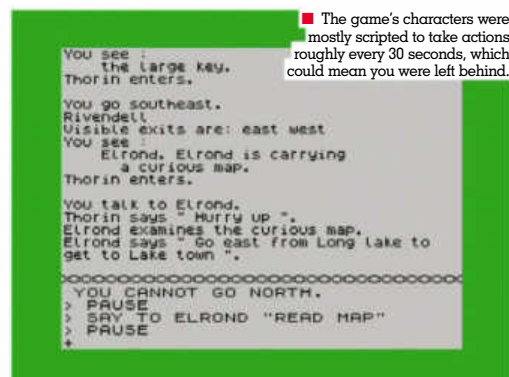 The game's characters were
mostly scripted to take actions
roughly every 30 seconds, which
could mean you were left behind.
You see :
the large key.
Thorin enters.
You go southeast.
Rivendell
Visible exits are: east west
You see :
Elrond. Elrond is carrying
a curious map.
Thorin enters.
You talk to Elrond.
Thorin says " Hurry up ".
Elrond examines the curious map.
Elrond says " Go east from Long lake to
get to Lake town ".
YOU CANNOT GO NORTH.
> PAUSE
> SAY TO ELROND "READ MAP"
> PAUSE
+